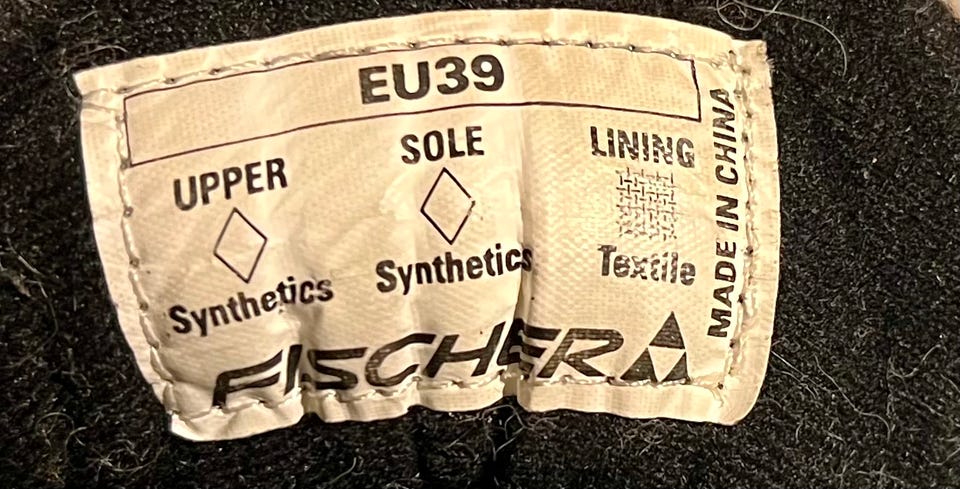 EU39
UPPER
Synthetics
SOLE
Synthetics
LINING
Textile
MADE IN CHINA
FISCHER